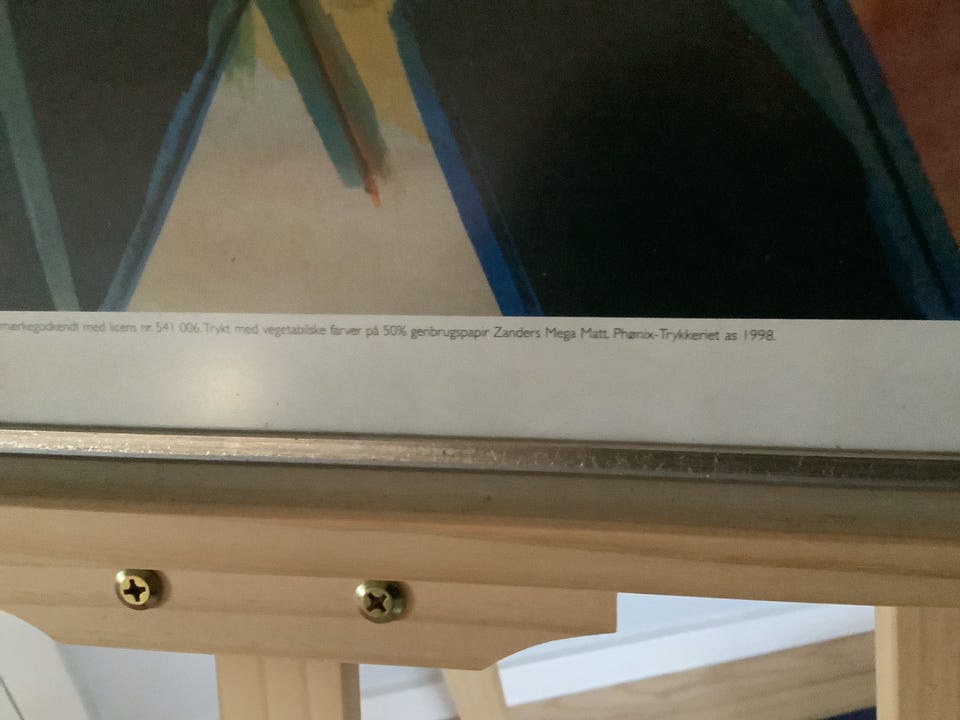 mærkegodkendt med licens nr. 541 006. Trykt med vegetabilske farver på 50% genbrugspapir Zanders Mega Matt. Phønix-Trykkeriet as 1998.